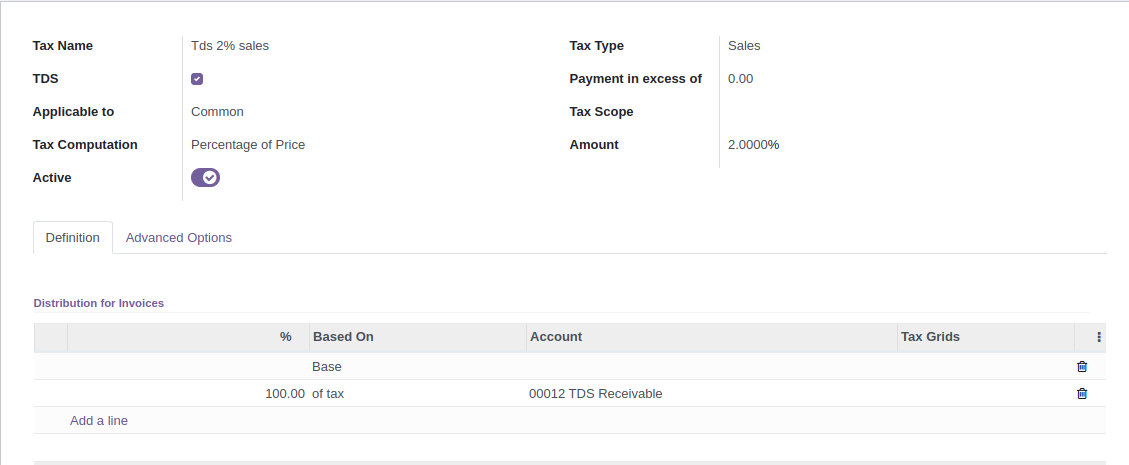 Tax Name Tds 2% sales Tax Type Sales
TDS Payment in excess of 0.00
Applicable to Common Tax Scope
Tax Computation Percentage of Price Amount 2.0000%
Active
Definition Advanced Options
Distribution for Invoices
% Based On Account Tax Grids
Base
100.00 of tax 00012 TDS Receivable
Add a line